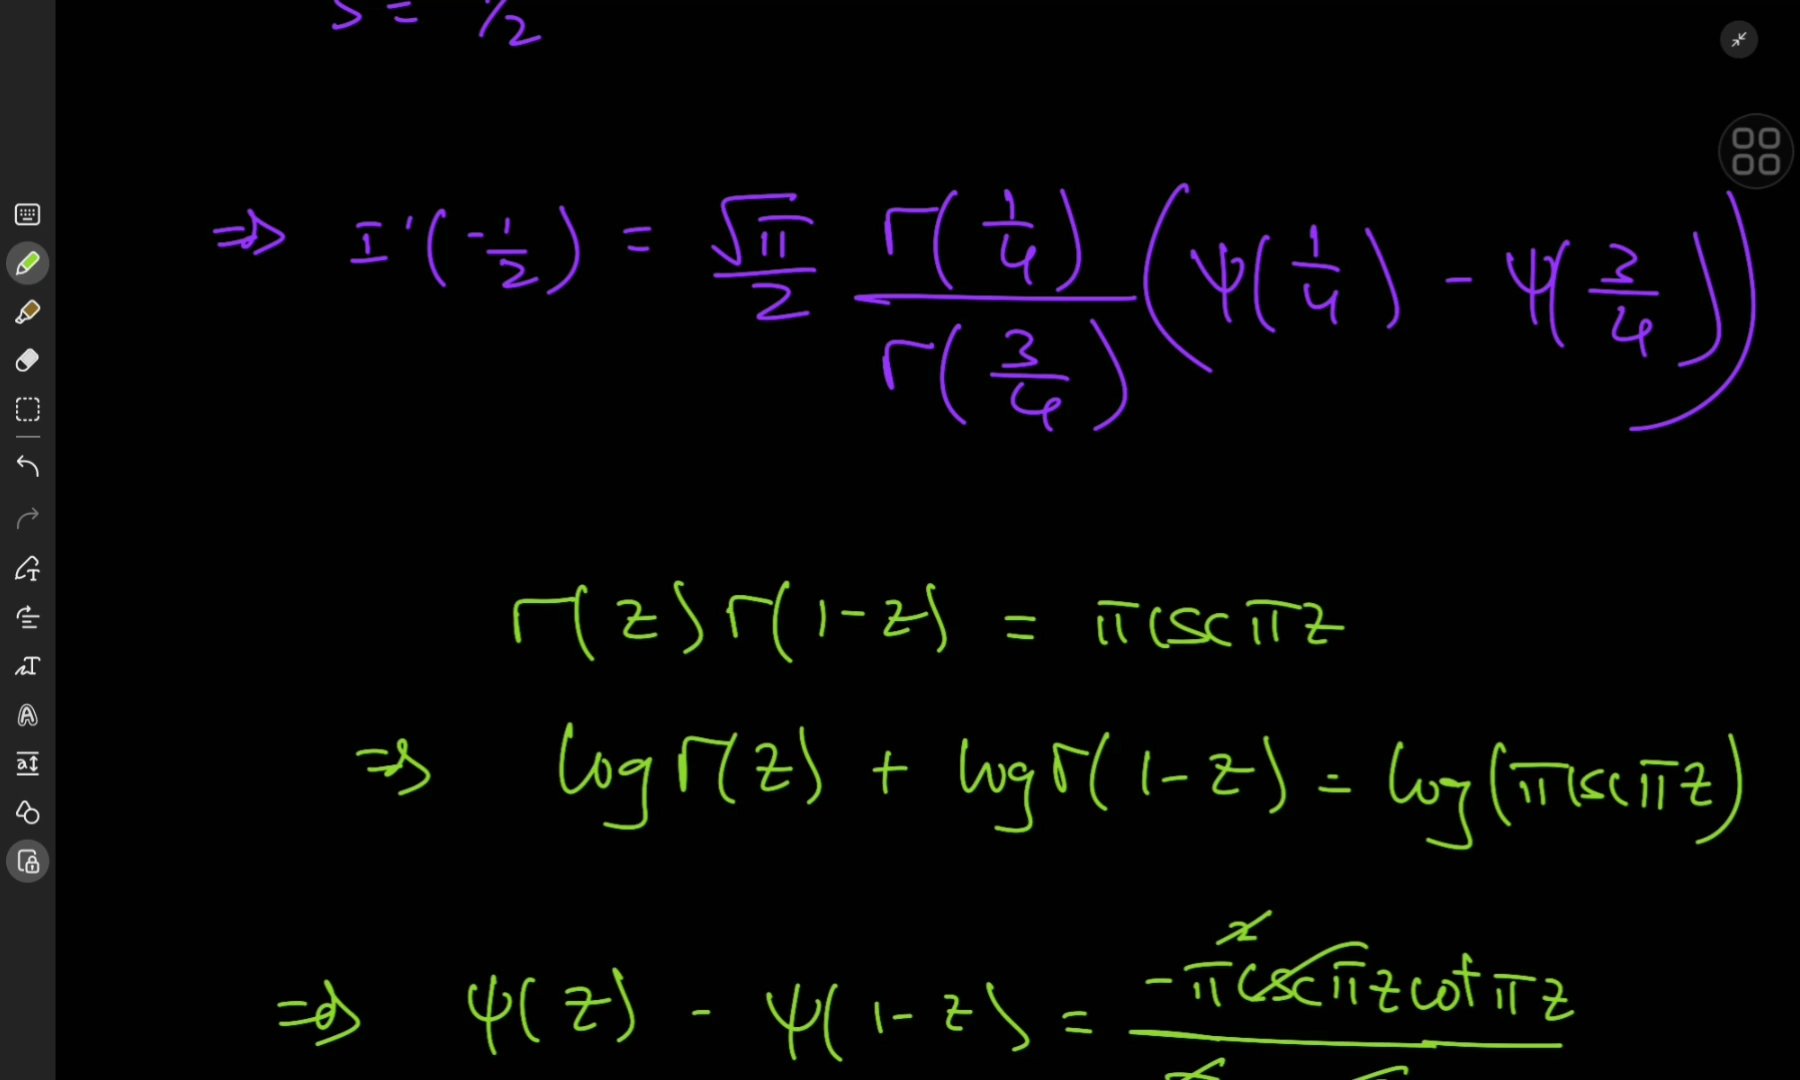 s = 1/2
⇒ I'(-1/2) = √π/2 Γ(1/4)/Γ(3/4) (ψ(1/4) - ψ(3/4))
Γ(z)Γ(1-z) = π csc πz
⇒ log Γ(z) + log Γ(1-z) = log(π csc πz)
⇒ ψ(z) - ψ(1-z) = -π² csc πz cot πz